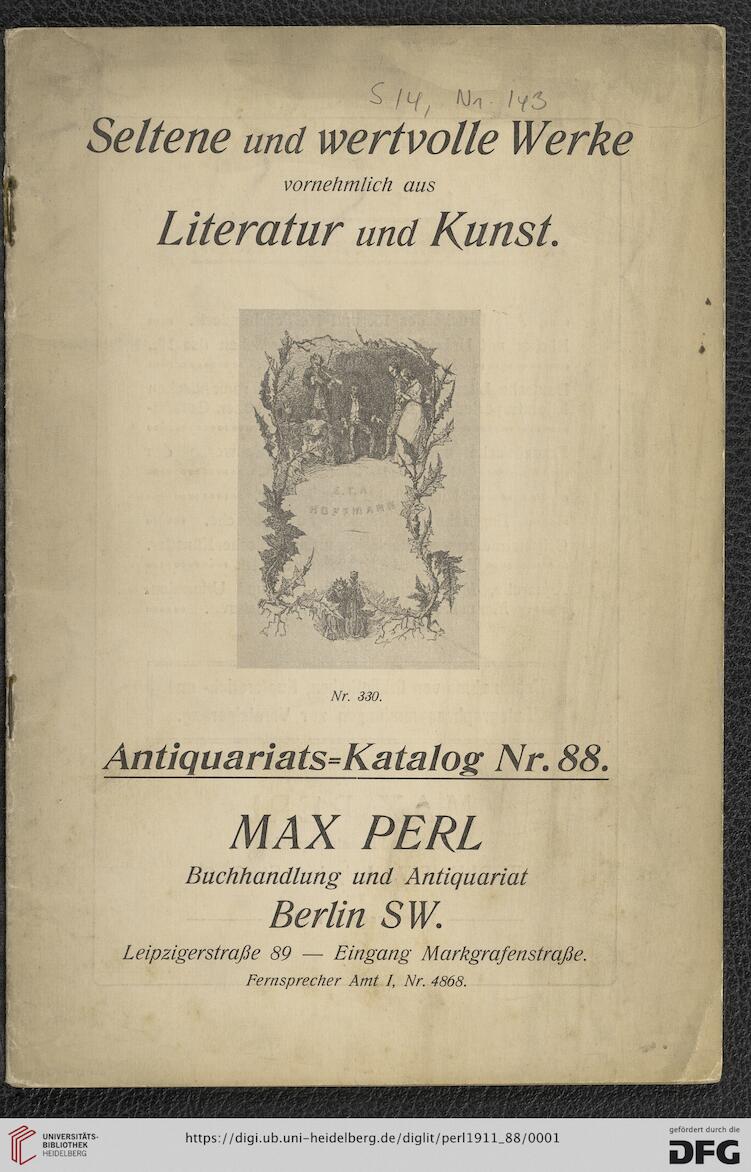 S 14, Nr. 143
Seltene und wertvolle Werke
vornehmlich aus
Literatur und Kunst.
E.T.A.
HOFFMANN
Nr. 330.
Antiquariats=Katalog Nr. 88.
MAX PERL
Buchhandlung und Antiquariat
Berlin SW.
Leipzigerstraße 89 — Eingang Markgrafenstraße.
Fernsprecher Amt I, Nr. 4868.
UNIVERSITÄTS-
BIBLIOTHEK
HEIDELBERG
https://digi.ub.uni-heidelberg.de/diglit/perl1911_88/0001
gefördert durch die
DFG